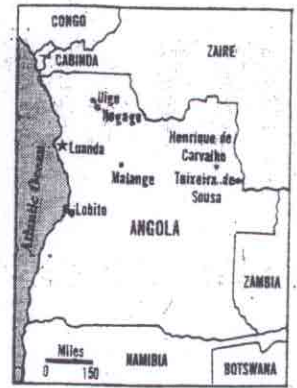 CONGO
ZAIRE
CABINDA
Uige
Negage
Henrique de
Carvalho
Luanda
Malange
Teixeira de
Sousa
Atlantic Ocean
Lobito
ANGOLA
ZAMBIA
Miles
0 150
NAMIBIA
BOTSWANA